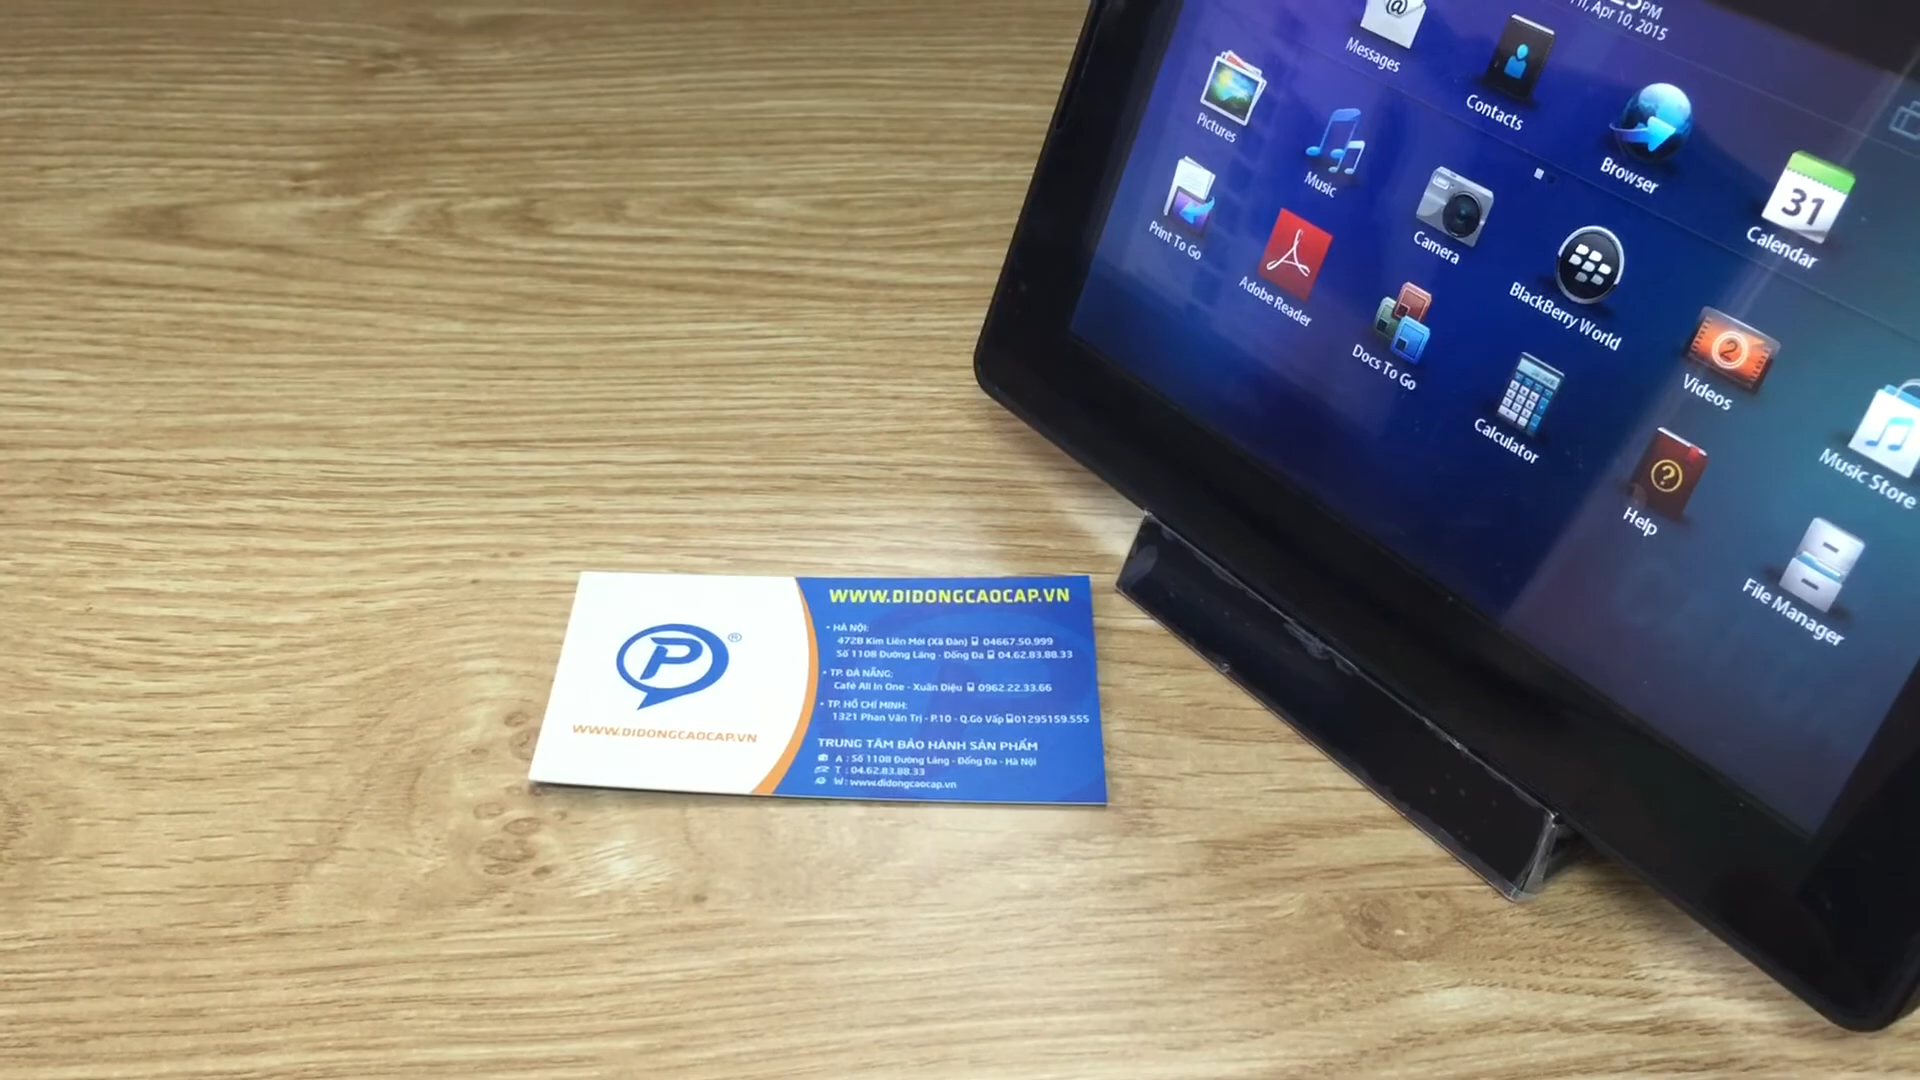 PM
Fri, Apr 10, 2015
Messages
Contacts
Browser
Calendar
Pictures
Music
Camera
BlackBerry World
Videos
Music Store
Print To Go
Adobe Reader
Docs To Go
Calculator
Help
File Manager
31
2
?
P ®
WWW.DIDONGCAOCAP.VN
WWW.DIDONGCAOCAP.VN
• HÀ NỘI:
472B Kim Liên Mới (Xã Đàn) 04667.50.999
Số 1108 Đường Láng - Đống Đa 04.62.83.88.33
• TP. ĐÀ NẴNG:
Café All In One - Xuân Diệu 0962.22.33.66
• TP. HỒ CHÍ MINH:
1321 Phan Văn Trị - P.10 - Q.Gò Vấp 01295159.555
TRUNG TÂM BẢO HÀNH SẢN PHẨM
A : Số 1108 Đường Láng - Đống Đa - Hà Nội
T : 04.62.83.88.33
W : www.didongcaocap.vn